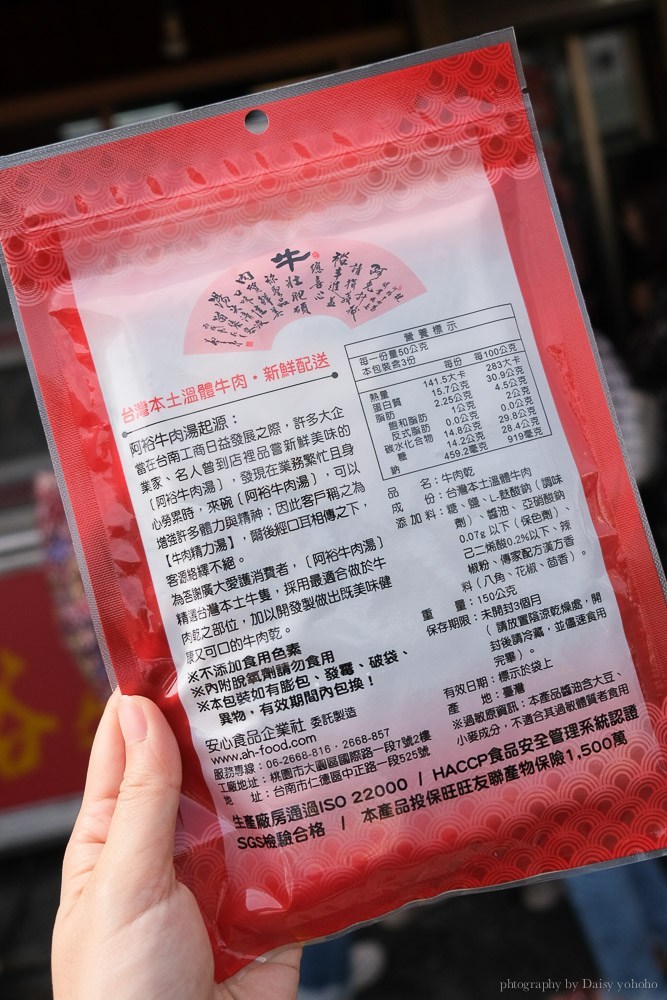 牛
台灣本土溫體牛肉・新鮮配送
阿裕牛肉湯起源：
當在台南工商日益發展之際，許多大企
業家、名人曾到店裡品嘗新鮮美味的
〔阿裕牛肉湯〕，發現在業務繁忙且身
心勞累時，來碗〔阿裕牛肉湯〕，可以
增強許多體力與精神；因此客戶稱之為
【牛肉精力湯】，爾後經口耳相傳之下，
客源絡繹不絕。
為答謝廣大愛護消費者，〔阿裕牛肉湯〕
精選台灣本土牛隻，採用最適合做於牛
肉乾之部位，加以開發製做出既美味健
康又可口的牛肉乾。
※不添加食用色素
※內附脫氧劑請勿食用
※本包裝如有膨包、發霉、破袋、
異物，有效期間內包換！
安心食品企業社 委託製造
www.ah-food.com
服務專線：06-2668-816．2668-857
工廠地址：桃園市大園區國際路一段7號2樓
地 址：台南市仁德區中正路一段525號
營養標示
每一份量50公克
本包裝含3份
每份 每100公克
熱量 141.5大卡 283大卡
蛋白質 15.7公克 30.9公克
脂肪 2.25公克 4.5公克
飽和脂肪 1公克 2公克
反式脂肪 0.0公克 0.0公克
碳水化合物 14.8公克 29.8公克
糖 14.2公克 28.4公克
鈉 459.2毫克 919毫克
品 名：牛肉乾
成 份：台灣本土溫體牛肉
添加料：糖、鹽、L-麩酸鈉（調味
劑）、醬油、亞硝酸鈉
0.07g以下（保色劑）、
己二烯酸0.2%以下、辣
椒粉、傳家配方漢方香
料（八角、花椒、茴香）。
重 量：150公克
保存期限：未開封3個月
（請放置陰涼乾燥處，開
封後請冷藏，並儘速食用
完畢）。
有效日期：標示於袋上
產 地：臺灣
※過敏原資訊：本產品醬油含大豆、
小麥成分，不適合其過敏體質者食用
生產廠房通過ISO 22000 / HACCP食品安全管理系統認證
SGS檢驗合格 / 本產品投保旺旺友聯產物保險1,500萬
phtography by Daisy yohoho